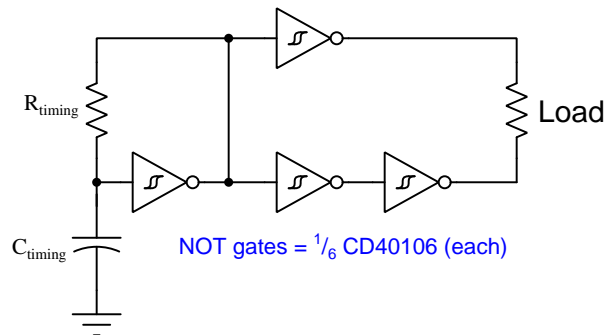 R_timing
Load
C_timing
NOT gates = 1/6 CD40106 (each)